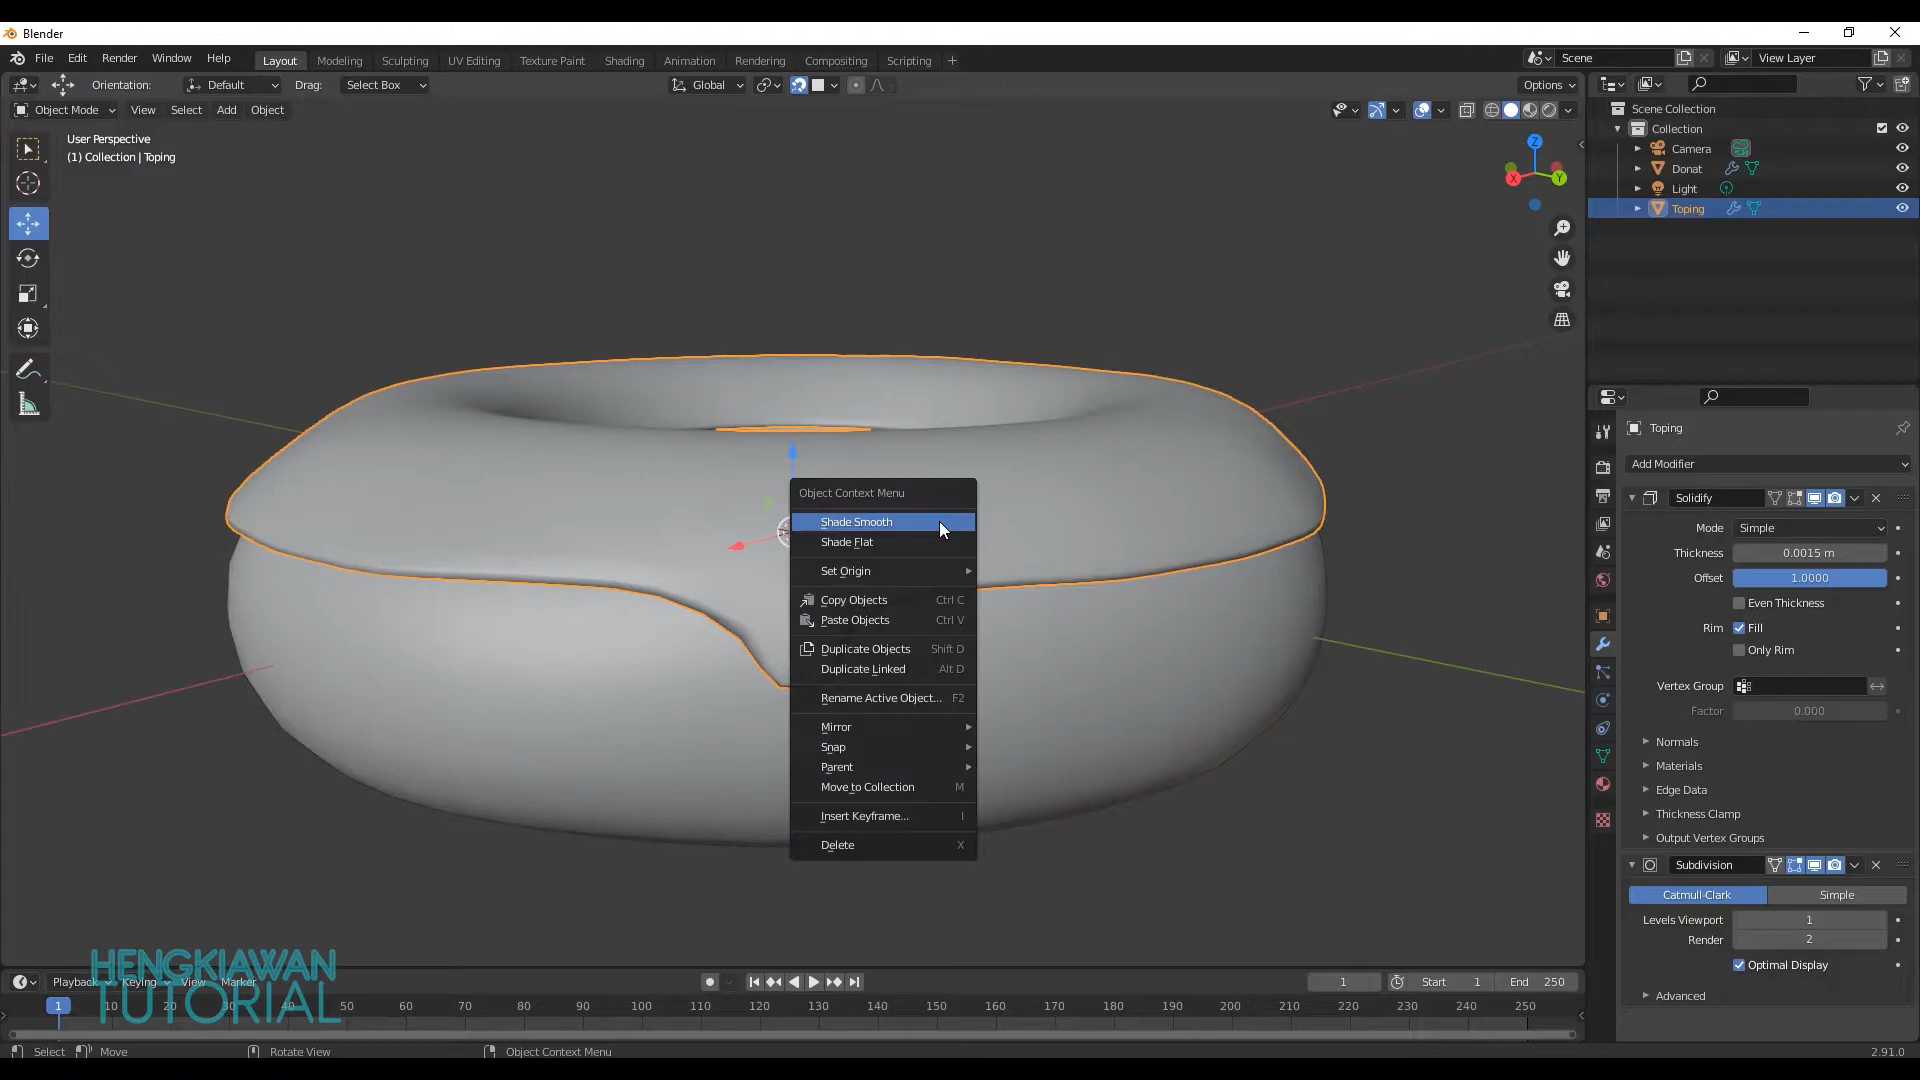 Blender
File Edit Render Window Help Layout Modeling Sculpting UV Editing Texture Paint Shading Animation Rendering Compositing Scripting +
Scene
View Layer
Orientation: Default Drag: Select Box
Global
Options
Object Mode View Select Add Object
User Perspective
(1) Collection | Toping
Z
X
Y
Scene Collection
Collection
Camera
Donat
Light
Toping
Toping
Add Modifier
Solidify
Mode Simple
Thickness 0.0015 m
Offset 1.0000
Even Thickness
Rim Fill
Only Rim
Vertex Group
Factor 0.000
Normals
Materials
Edge Data
Thickness Clamp
Output Vertex Groups
Subdivision
Catmull-Clark Simple
Levels Viewport 1
Render 2
Optimal Display
Advanced
Object Context Menu
Shade Smooth
Shade Flat
Set Origin
Copy Objects Ctrl C
Paste Objects Ctrl V
Duplicate Objects Shift D
Duplicate Linked Alt D
Rename Active Object... F2
Mirror
Snap
Parent
Move to Collection M
Insert Keyframe... I
Delete X
HENGKIAWAN
TUTORIAL
Playback Keying View Marker
1 Start 1 End 250
1 10 20 30 40 50 60 70 80 90 100 110 120 130 140 150 160 170 180 190 200 210 220 230 240 250
Select Move Rotate View Object Context Menu
2.91.0